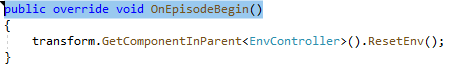 public override void OnEpisodeBegin()
{
    transform.GetComponentInParent<EnvController>().ResetEnv();
}